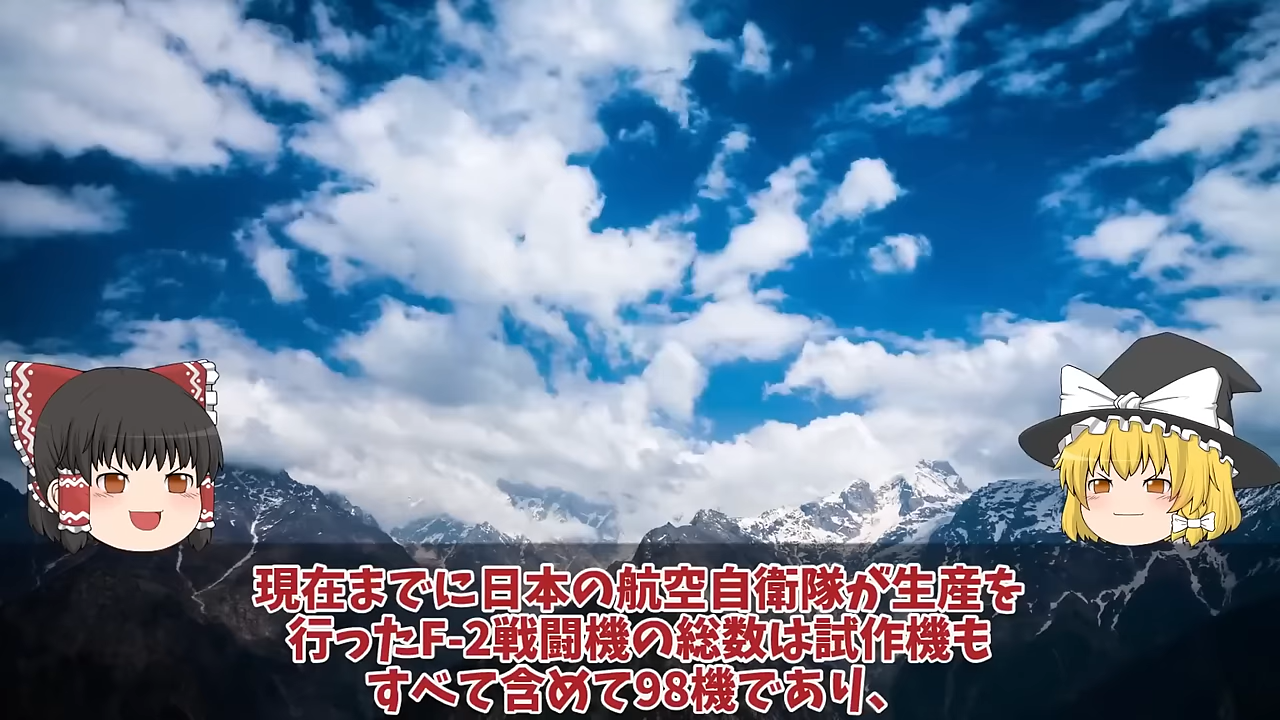 現在までに日本の航空自衛隊が生産を
行ったF-2戦闘機の総数は試作機も
すべて含めて98機であり、